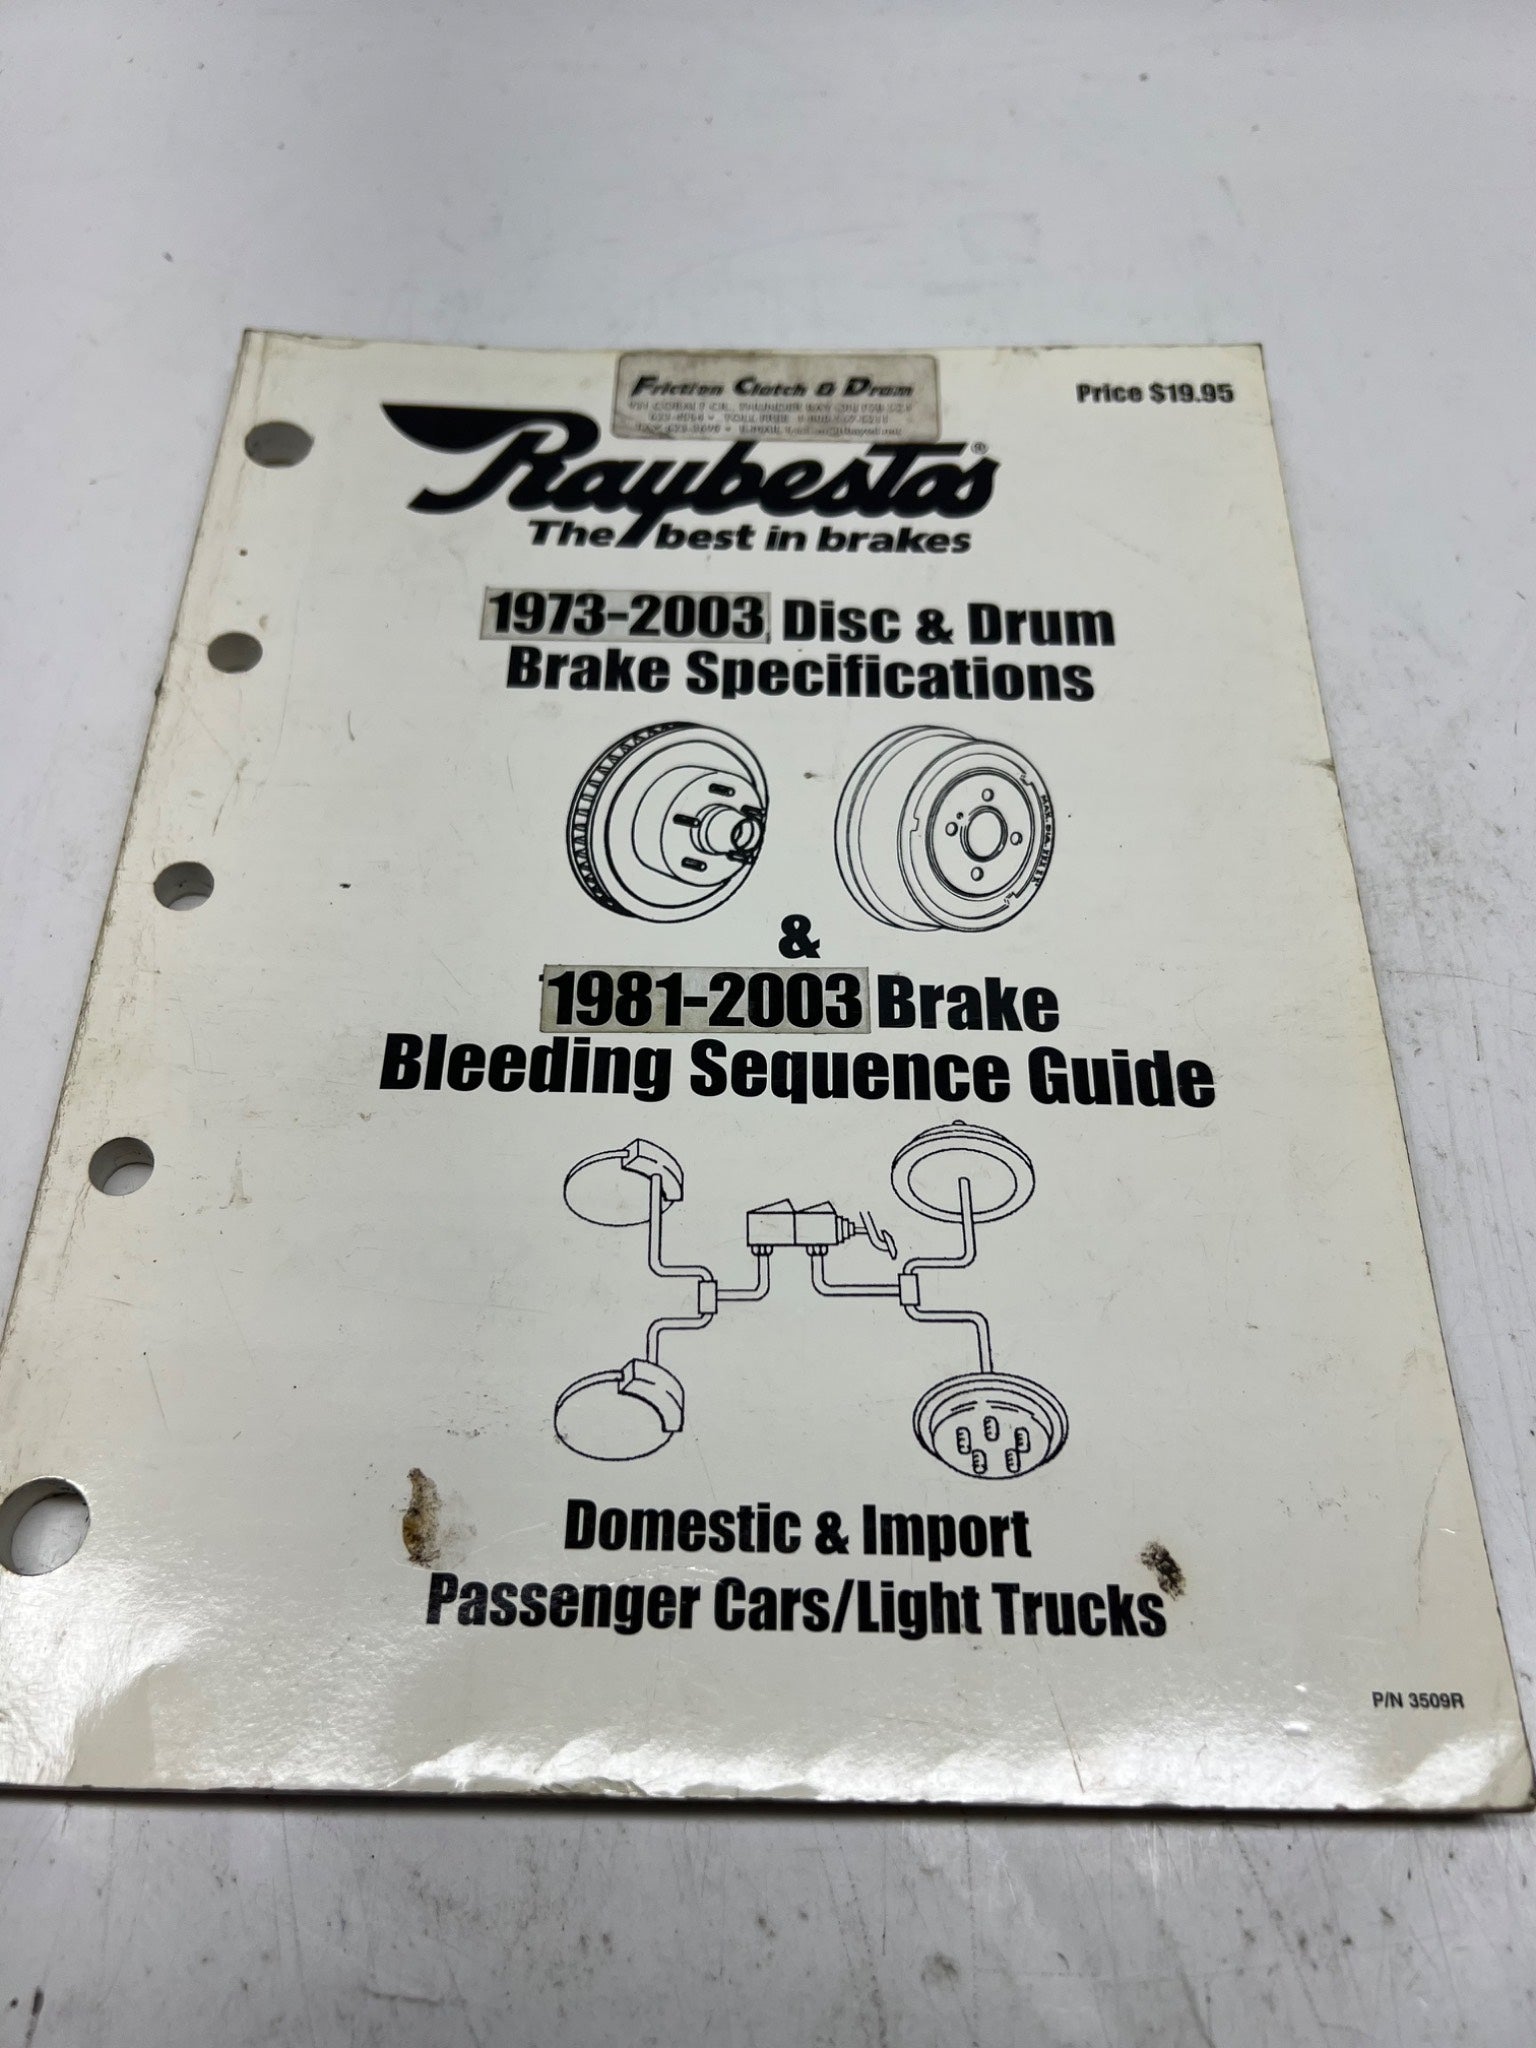 Friction Clutch & Drum
Price $19.95
Raybestos®
The best in brakes
1973-2003 Disc & Drum
Brake Specifications
&
1981-2003 Brake
Bleeding Sequence Guide
Domestic & Import
Passenger Cars/Light Trucks
P/N 3509R